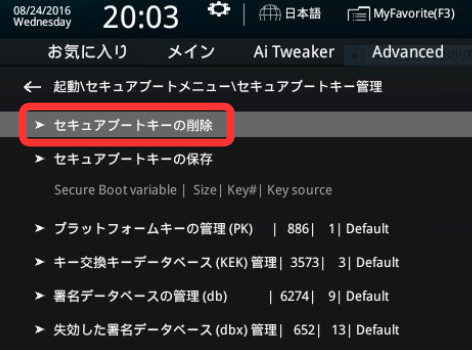 08/24/2016
Wednesday
20:03
日本語
MyFavorite(F3)
お気に入り メイン Ai Tweaker Advanced
← 起動\セキュアブートメニュー\セキュアブートキー管理
➤ セキュアブートキーの削除
➤ セキュアブートキーの保存
Secure Boot variable | Size| Key#| Key source
➤ プラットフォームキーの管理(PK) | 886| 1| Default
➤ キー交換キーデータベース(KEK) 管理| 3573| 3| Default
➤ 署名データベースの管理(db) | 6274| 9| Default
➤ 失効した署名データベース(dbx) 管理| 652| 13| Default